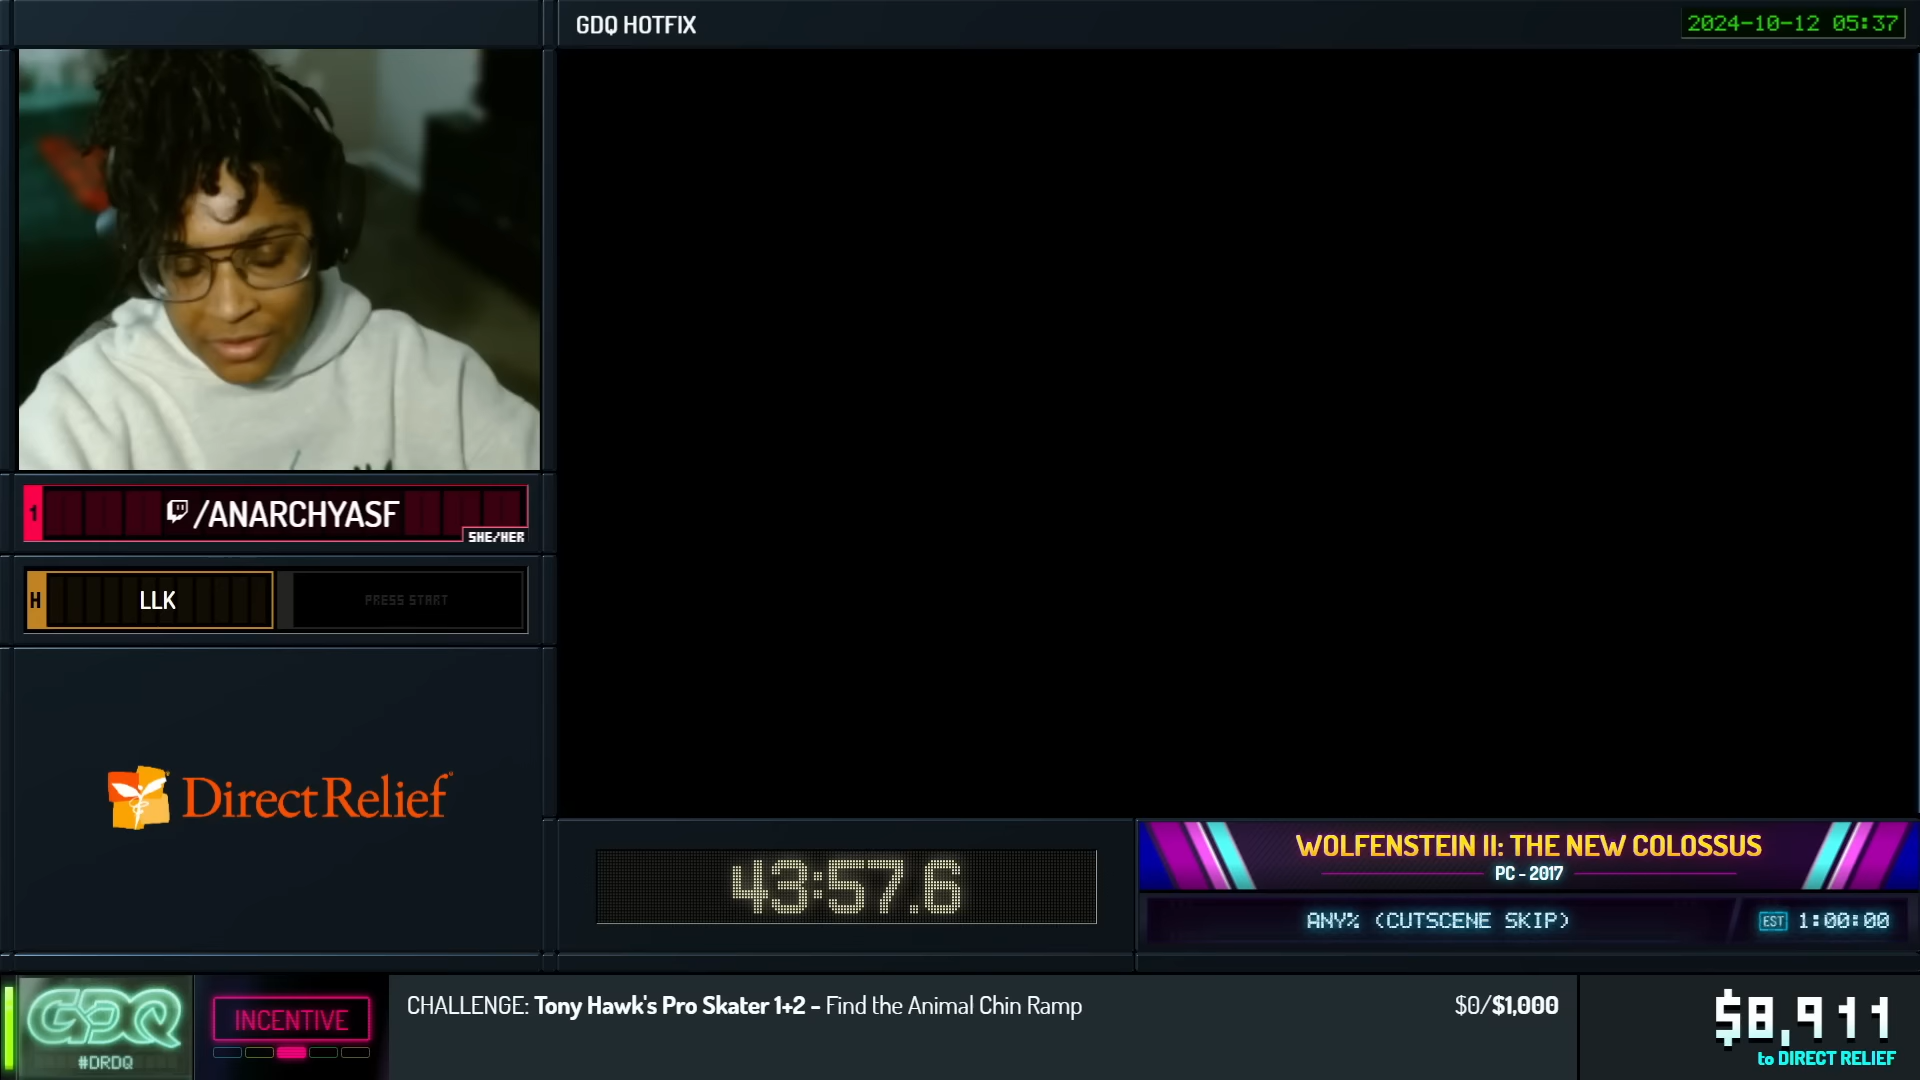 GDQ HOTFIX
2024-10-12 05:37
1
/ANARCHYASF
SHE/HER
H
LLK
PRESS START
DirectRelief
43:57.6
WOLFENSTEIN II: THE NEW COLOSSUS
PC - 2017
ANY% (CUTSCENE SKIP)
EST 1:00:00
GDQ
#DRDQ
INCENTIVE
CHALLENGE: Tony Hawk's Pro Skater 1+2 - Find the Animal Chin Ramp
$0/$1,000
$8,911
to DIRECT RELIEF